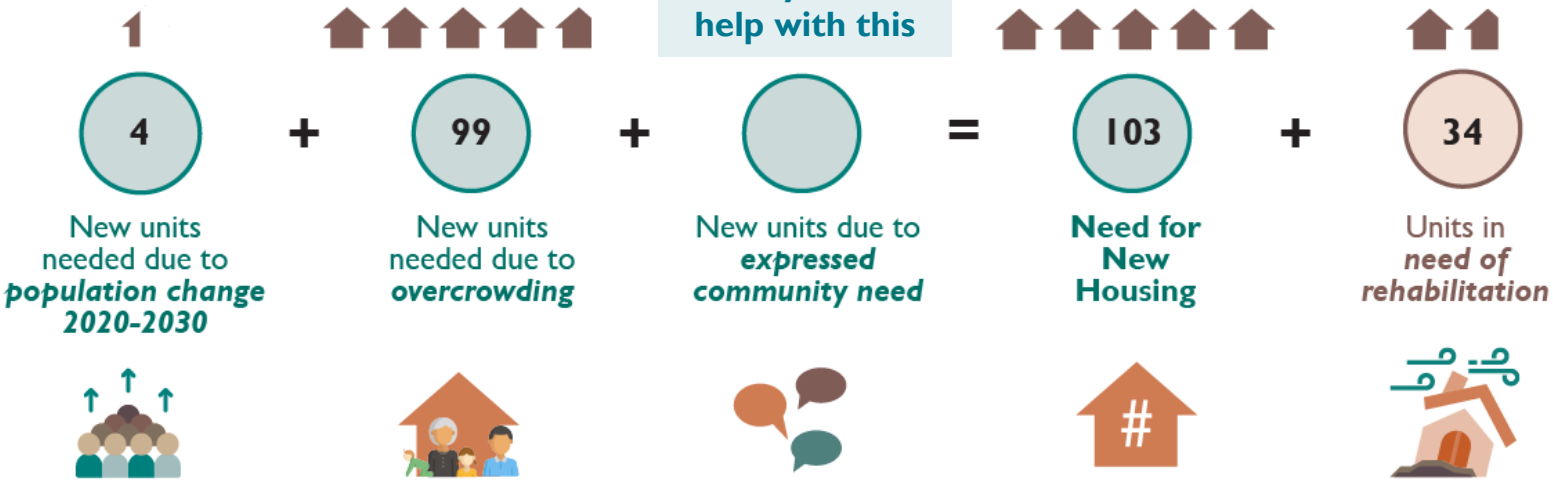 help with this
4 + 99 + = 103 + 34
New units
needed due to
population change
2020-2030
New units
needed due to
overcrowding
New units due to
expressed
community need
Need for
New
Housing
Units in
need of
rehabilitation
#